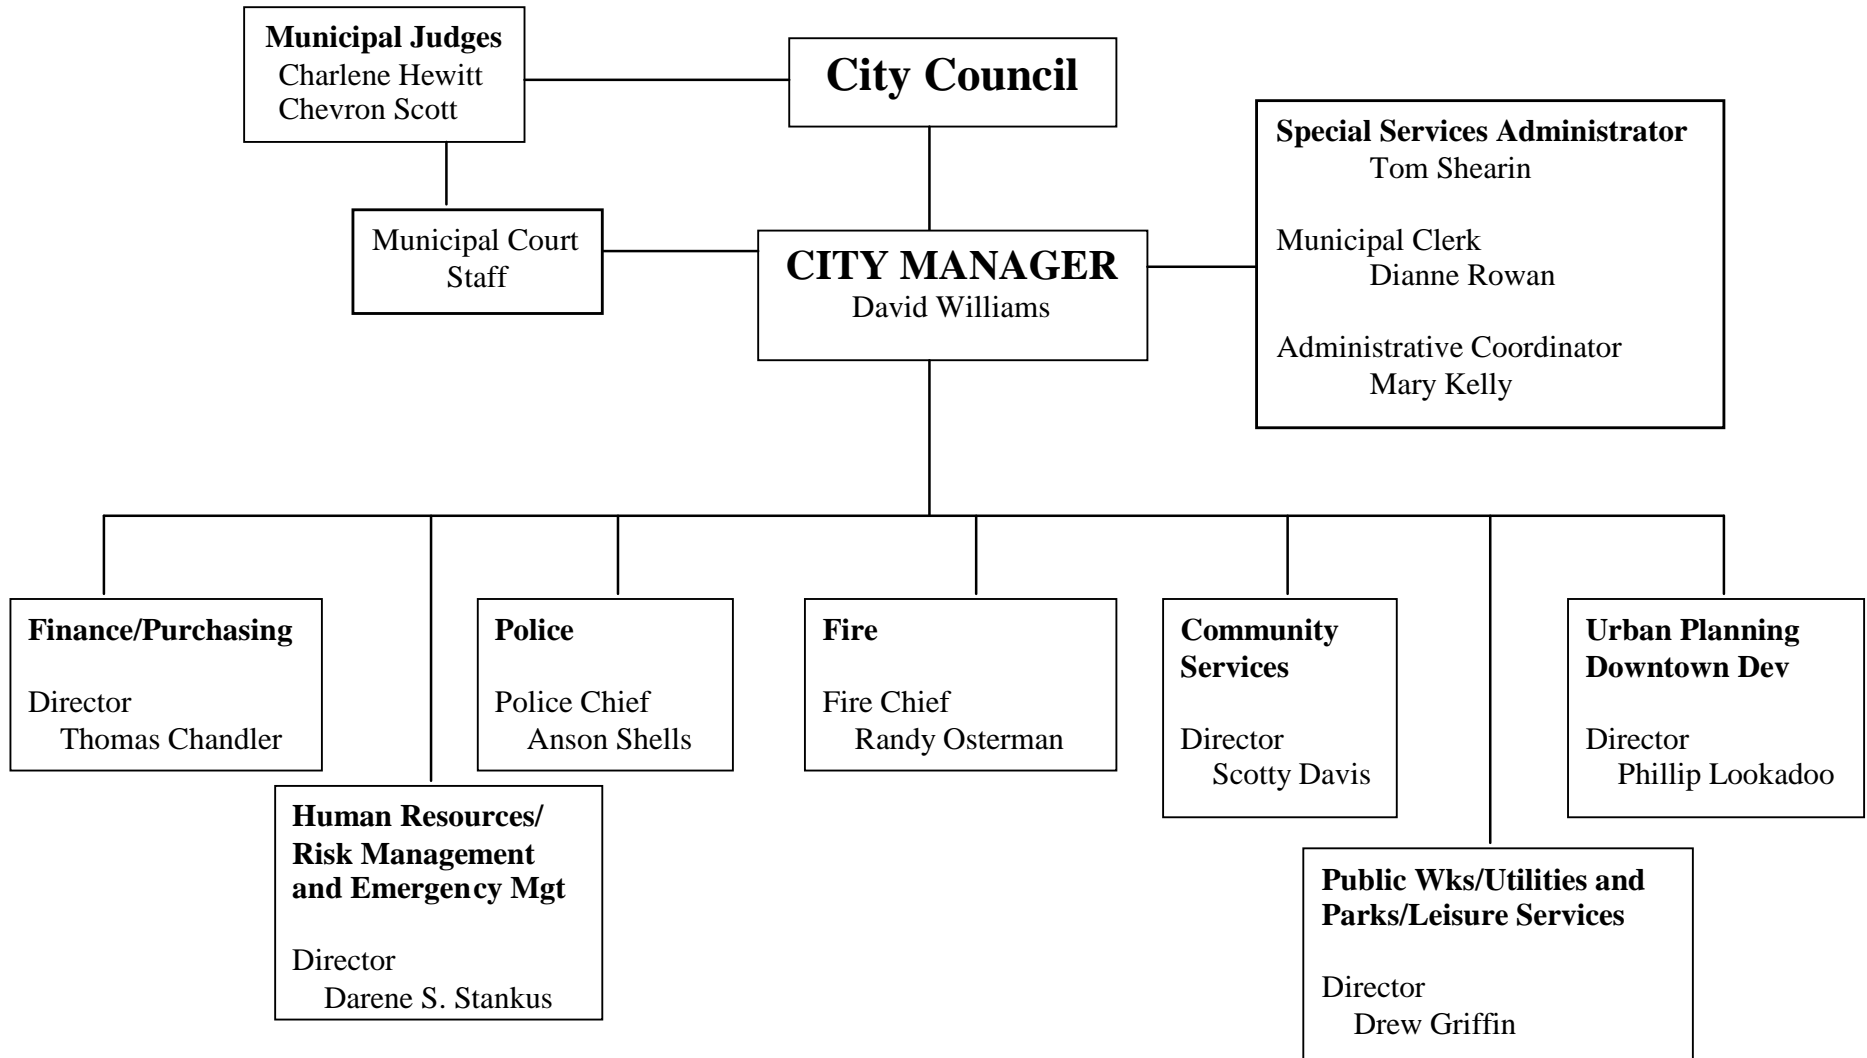 Municipal Judges
Charlene Hewitt
Chevron Scott
City Council
Special Services Administrator
Tom Shearin
Municipal Clerk
Dianne Rowan
Administrative Coordinator
Mary Kelly
Municipal Court
Staff
CITY MANAGER
David Williams
Finance/Purchasing
Director
Thomas Chandler
Human Resources/
Risk Management
and Emergency Mgt
Director
Darene S. Stankus
Police
Police Chief
Anson Shells
Fire
Fire Chief
Randy Osterman
Community
Services
Director
Scotty Davis
Public Wks/Utilities and
Parks/Leisure Services
Director
Drew Griffin
Urban Planning
Downtown Dev
Director
Phillip Lookadoo